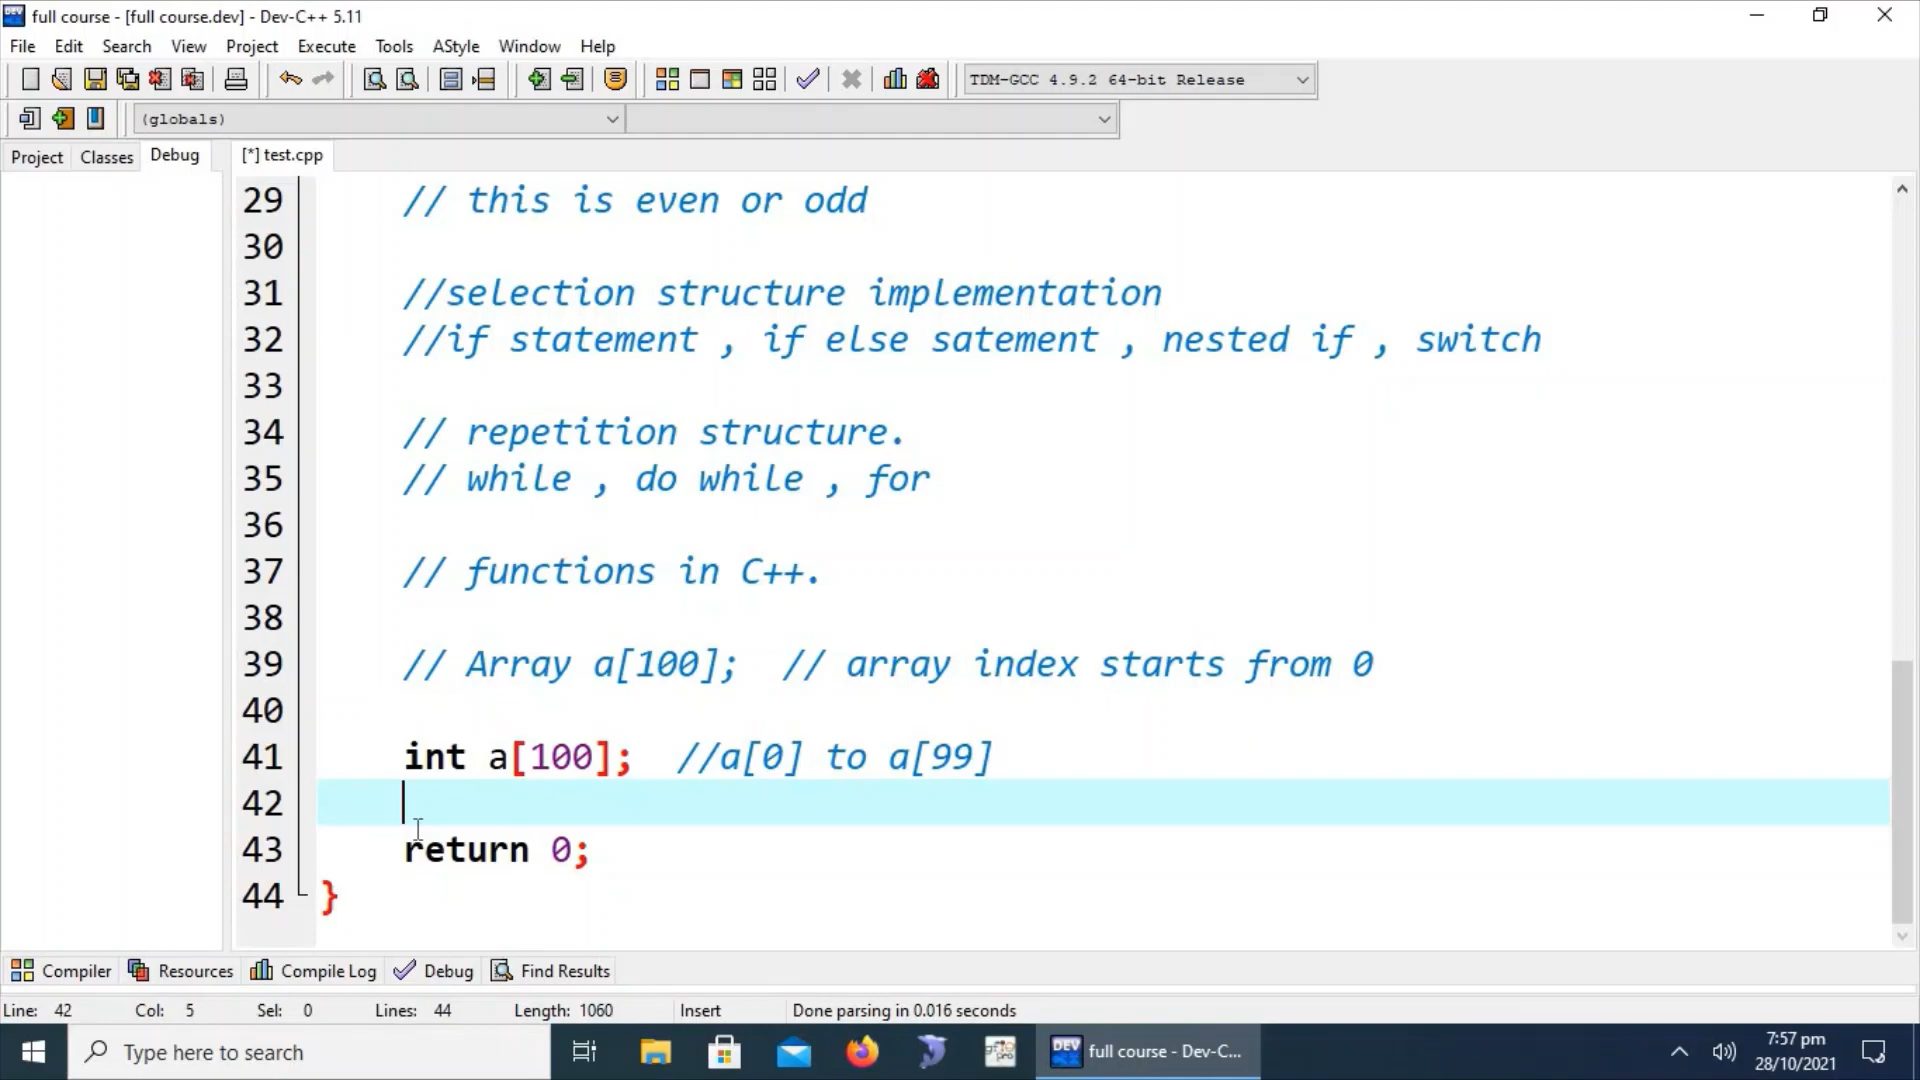 full course - [full course.dev] - Dev-C++ 5.11
File Edit Search View Project Execute Tools AStyle Window Help
TDM-GCC 4.9.2 64-bit Release
(globals)
Project Classes Debug [*] test.cpp
29 // this is even or odd
30
31 //selection structure implementation
32 //if statement , if else satement , nested if , switch
33
34 // repetition structure.
35 // while , do while , for
36
37 // functions in C++.
38
39 // Array a[100]; // array index starts from 0
40
41 int a[100]; //a[0] to a[99]
42
43 return 0;
44 }
Compiler Resources Compile Log Debug Find Results
Line: 42 Col: 5 Sel: 0 Lines: 44 Length: 1060 Insert Done parsing in 0.016 seconds
Type here to search
DEV full course - Dev-C...
7:57 pm
28/10/2021